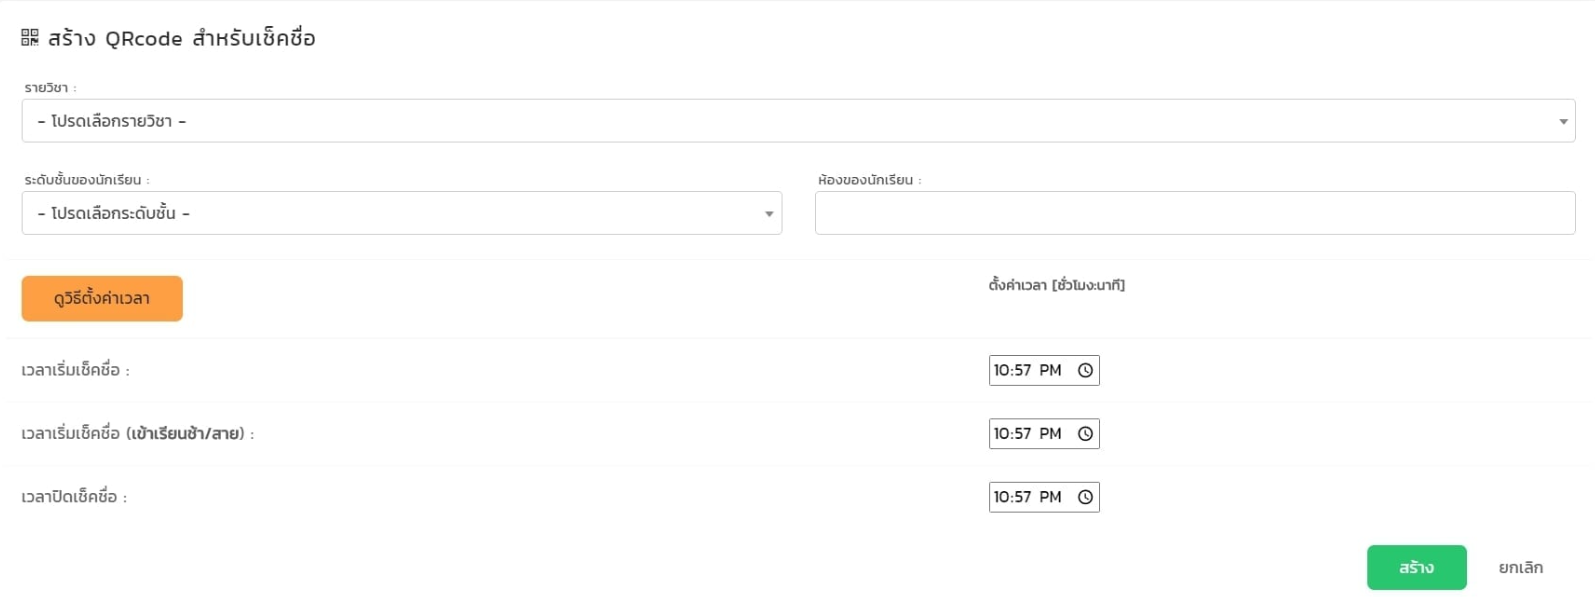 สร้าง QRcode สำหรับเช็คชื่อ
รายวิชา :
- โปรดเลือกรายวิชา -
ระดับชั้นของนักเรียน :
ห้องของนักเรียน :
- โปรดเลือกระดับชั้น -
ดูวิธีตั้งค่าเวลา
ตั้งค่าเวลา [ชั่วโมง:นาที]
เวลาเริ่มเช็คชื่อ :
10:57 PM
เวลาเริ่มเช็คชื่อ (เข้าเรียนช้า/สาย) :
10:57 PM
เวลาปิดเช็คชื่อ :
10:57 PM
สร้าง
ยกเลิก